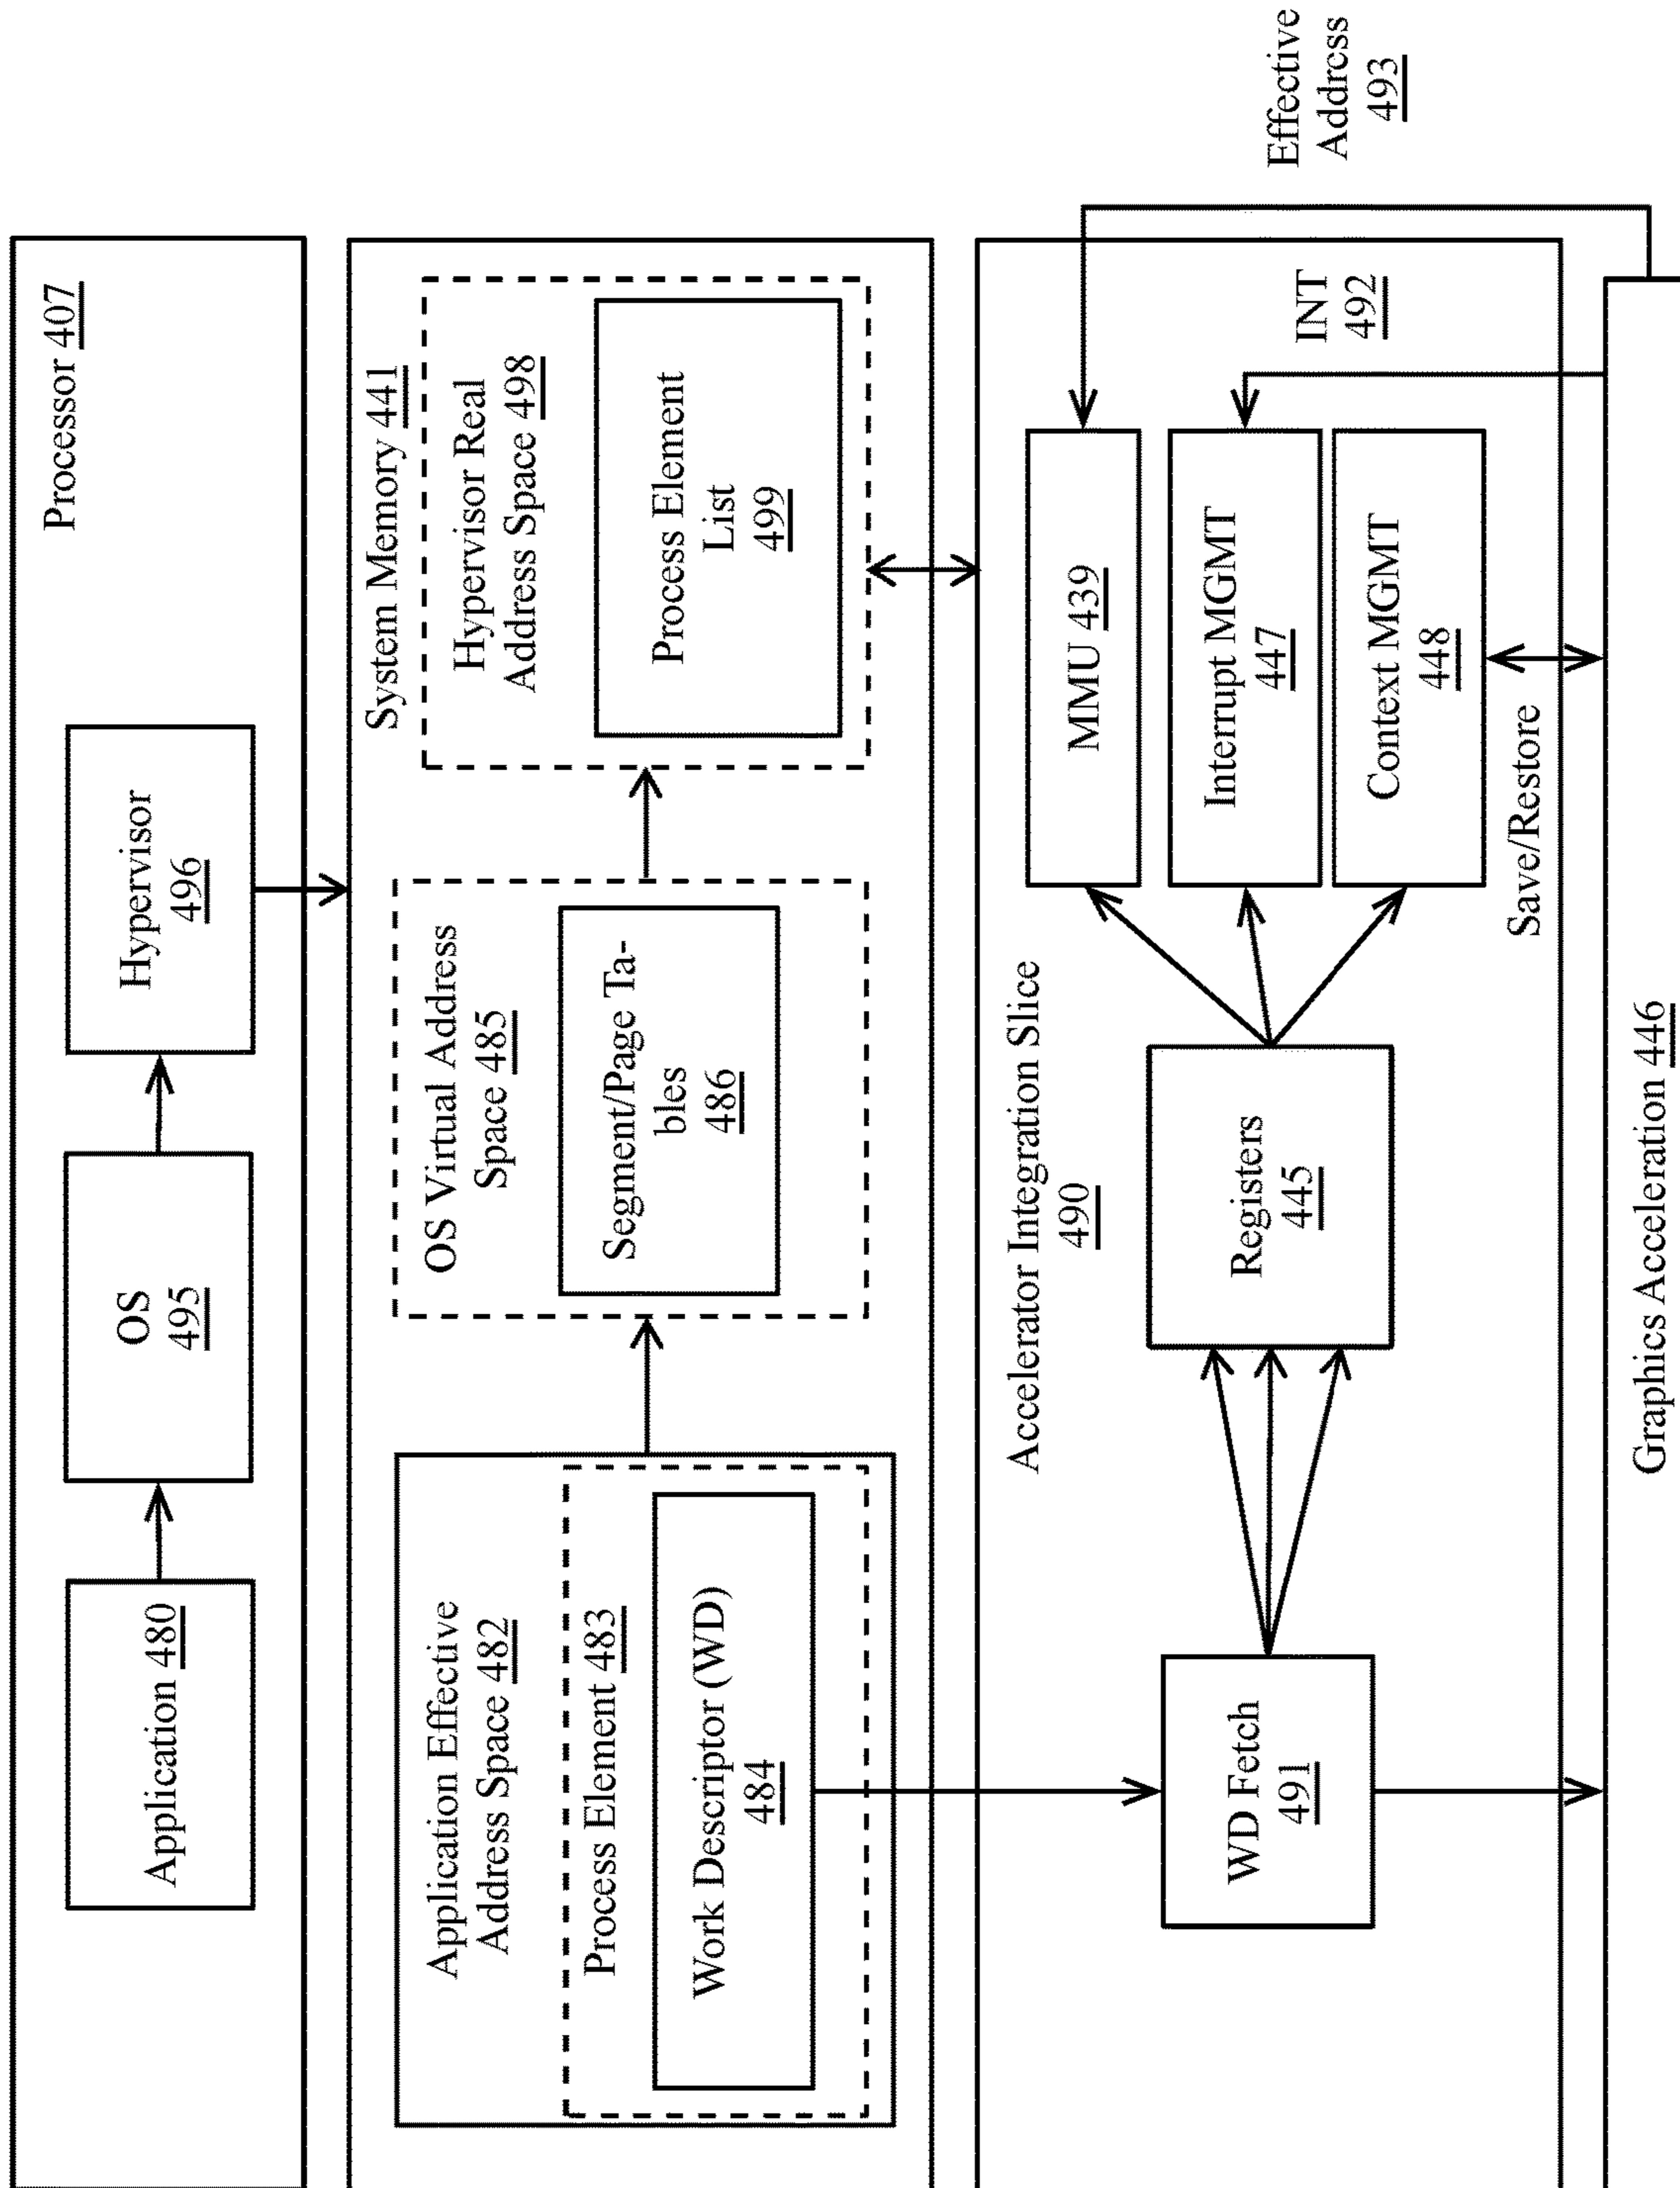 Processor 407
Application 480
OS
495
Hypervisor
496
System Memory 441
Application Effective
Address Space 482
Process Element 483
Work Descriptor (WD)
484
OS Virtual Address
Space 485
Segment/Page Ta-
bles
486
Hypervisor Real
Address Space 498
Process Element
List
499
Accelerator Integration Slice
490
WD Fetch
491
Registers
445
MMU 439
Interrupt MGMT
447
Context MGMT
448
INT
492
Effective
Address
493
Save/Restore
Graphics Acceleration 446